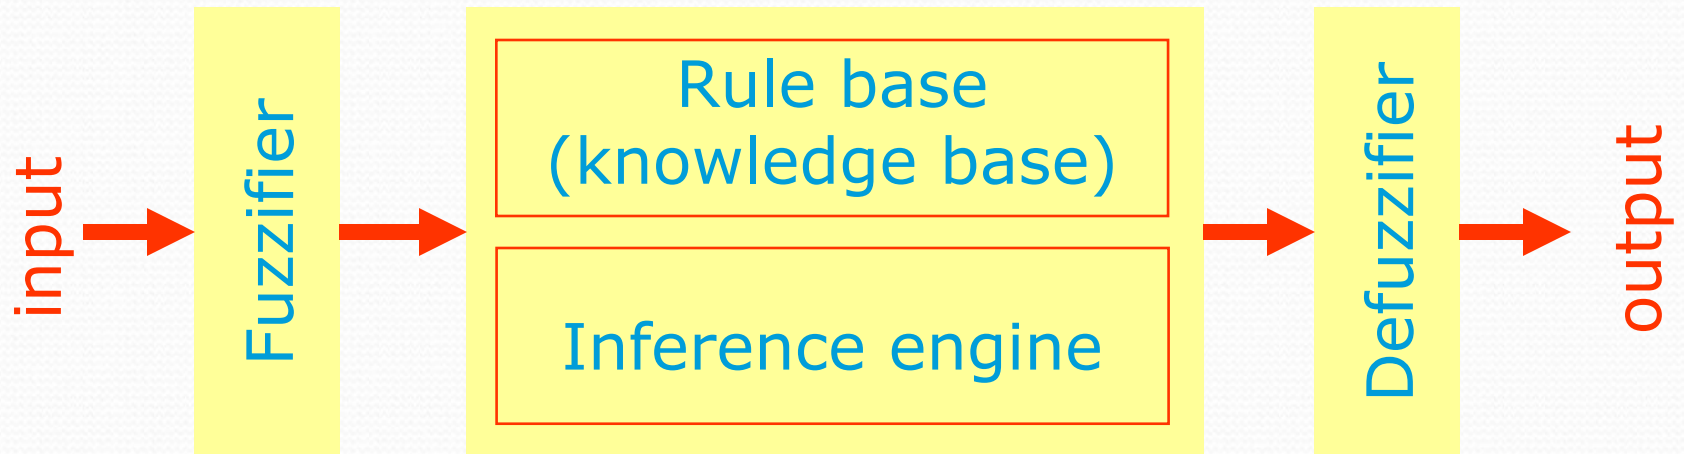 input
Fuzzifier
Rule base
(knowledge base)
Inference engine
Defuzzifier
output